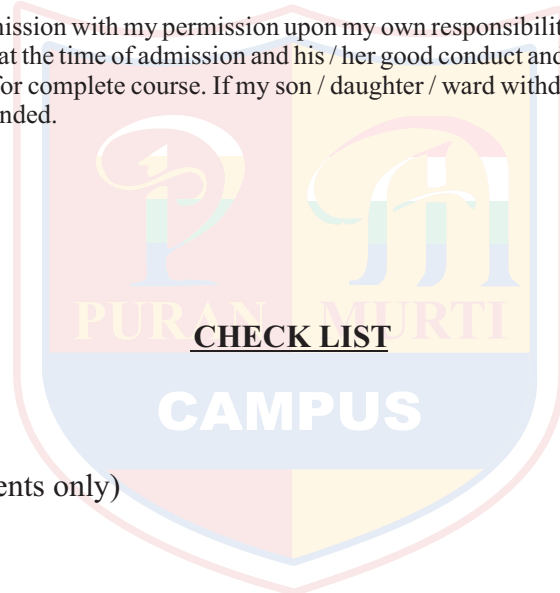 nission with my permission upon my own responsibilit
at the time of admission and his / her good conduct and
for complete course. If my son / daughter / ward withd
nded.
PURAN MURTI
CHECK LIST
CAMPUS
ents only)